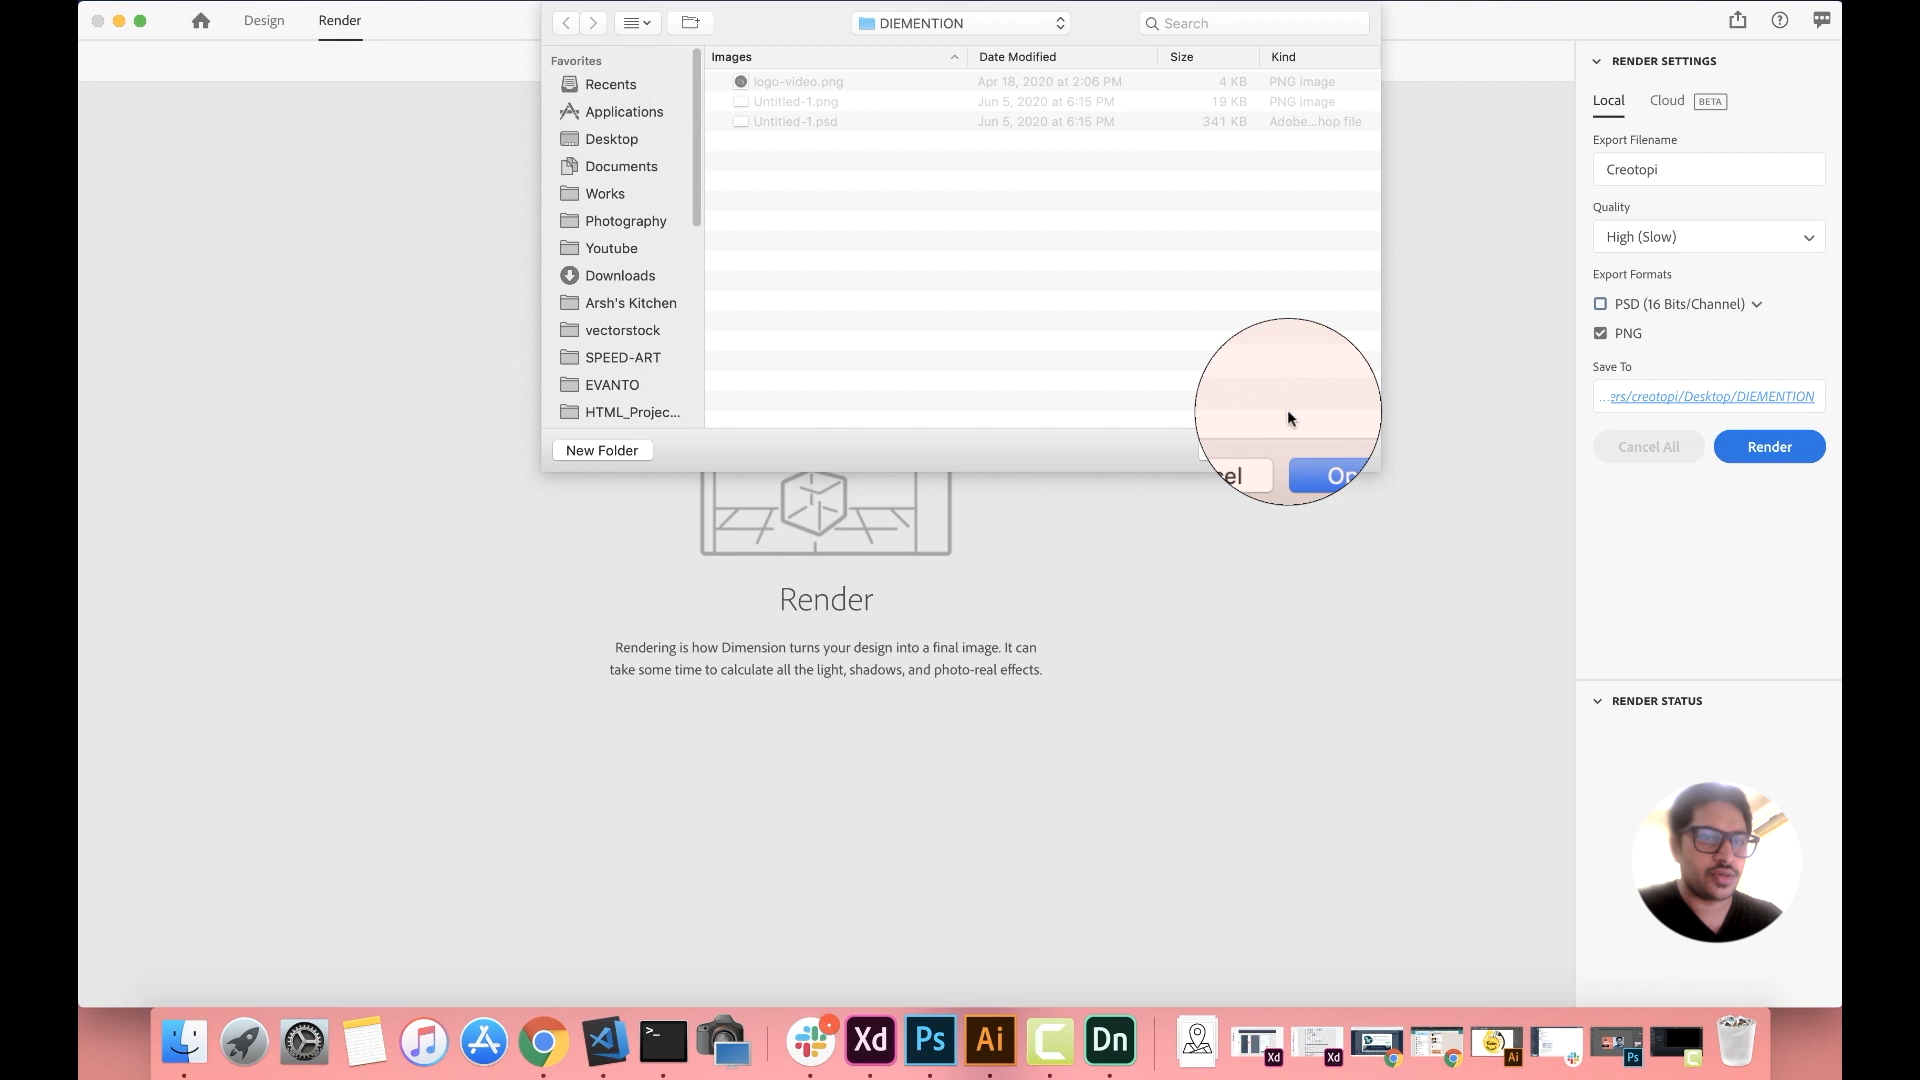 Design
Render
DIEMENTION
Search
Favorites
Recents
Applications
Desktop
Documents
Works
Photography
Youtube
Downloads
Arsh's Kitchen
vectorstock
SPEED-ART
EVANTO
HTML_Projec...
Images Date Modified Size Kind
logo-video.png Apr 18, 2020 at 2:06 PM 4 KB PNG image
Untitled-1.png Jun 5, 2020 at 6:15 PM 19 KB PNG image
Untitled-1.psd Jun 5, 2020 at 6:15 PM 341 KB Adobe...hop file
New Folder
el
Op
Render
Rendering is how Dimension turns your design into a final image. It can
take some time to calculate all the light, shadows, and photo-real effects.
RENDER SETTINGS
Local Cloud BETA
Export Filename
Creotopi
Quality
High (Slow)
Export Formats
PSD (16 Bits/Channel)
PNG
Save To
...ers/creotopi/Desktop/DIEMENTION
Cancel All Render
RENDER STATUS
>_
Xd
Ps
Ai
Dn
Xd
Xd
Ai
Ps